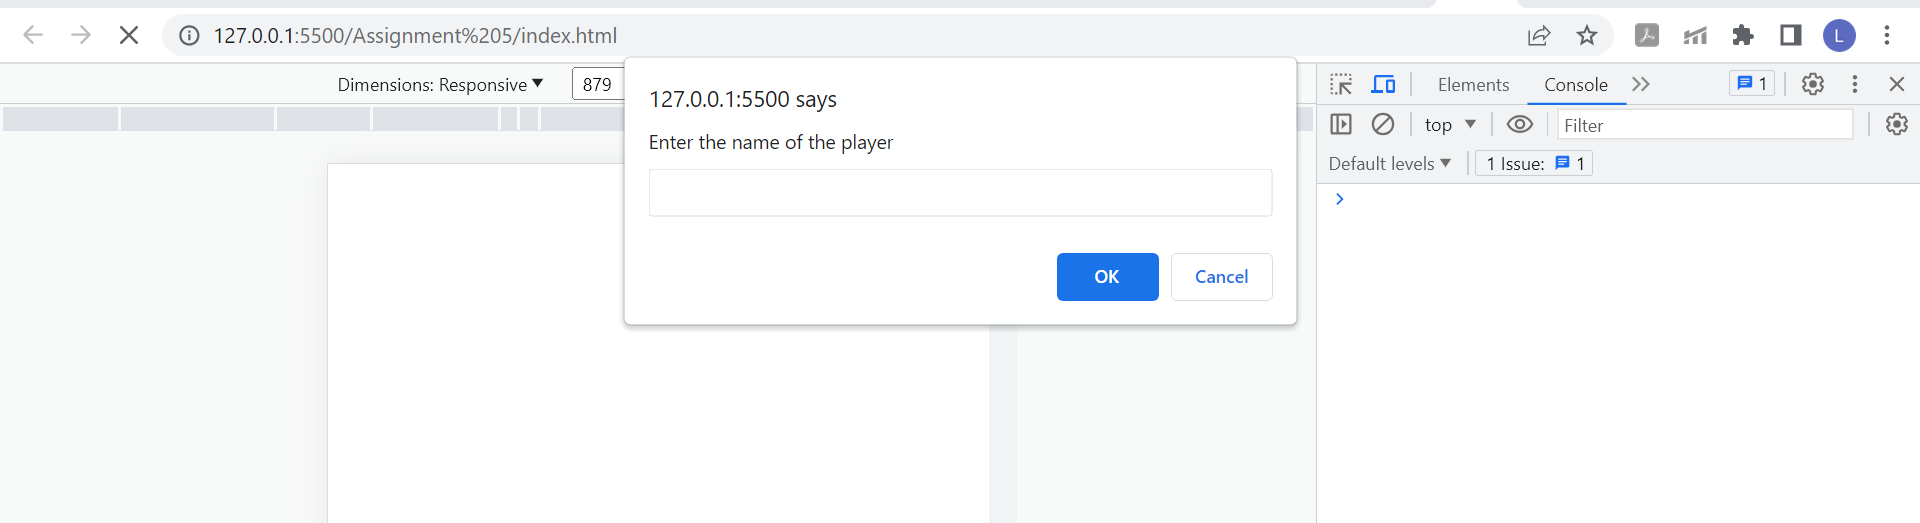 127.0.0.1:5500/Assignment%205/index.html
L
Dimensions: Responsive
879
127.0.0.1:5500 says
Enter the name of the player
OK
Cancel
Elements
Console
1
top
Filter
Default levels
1 Issue:
1